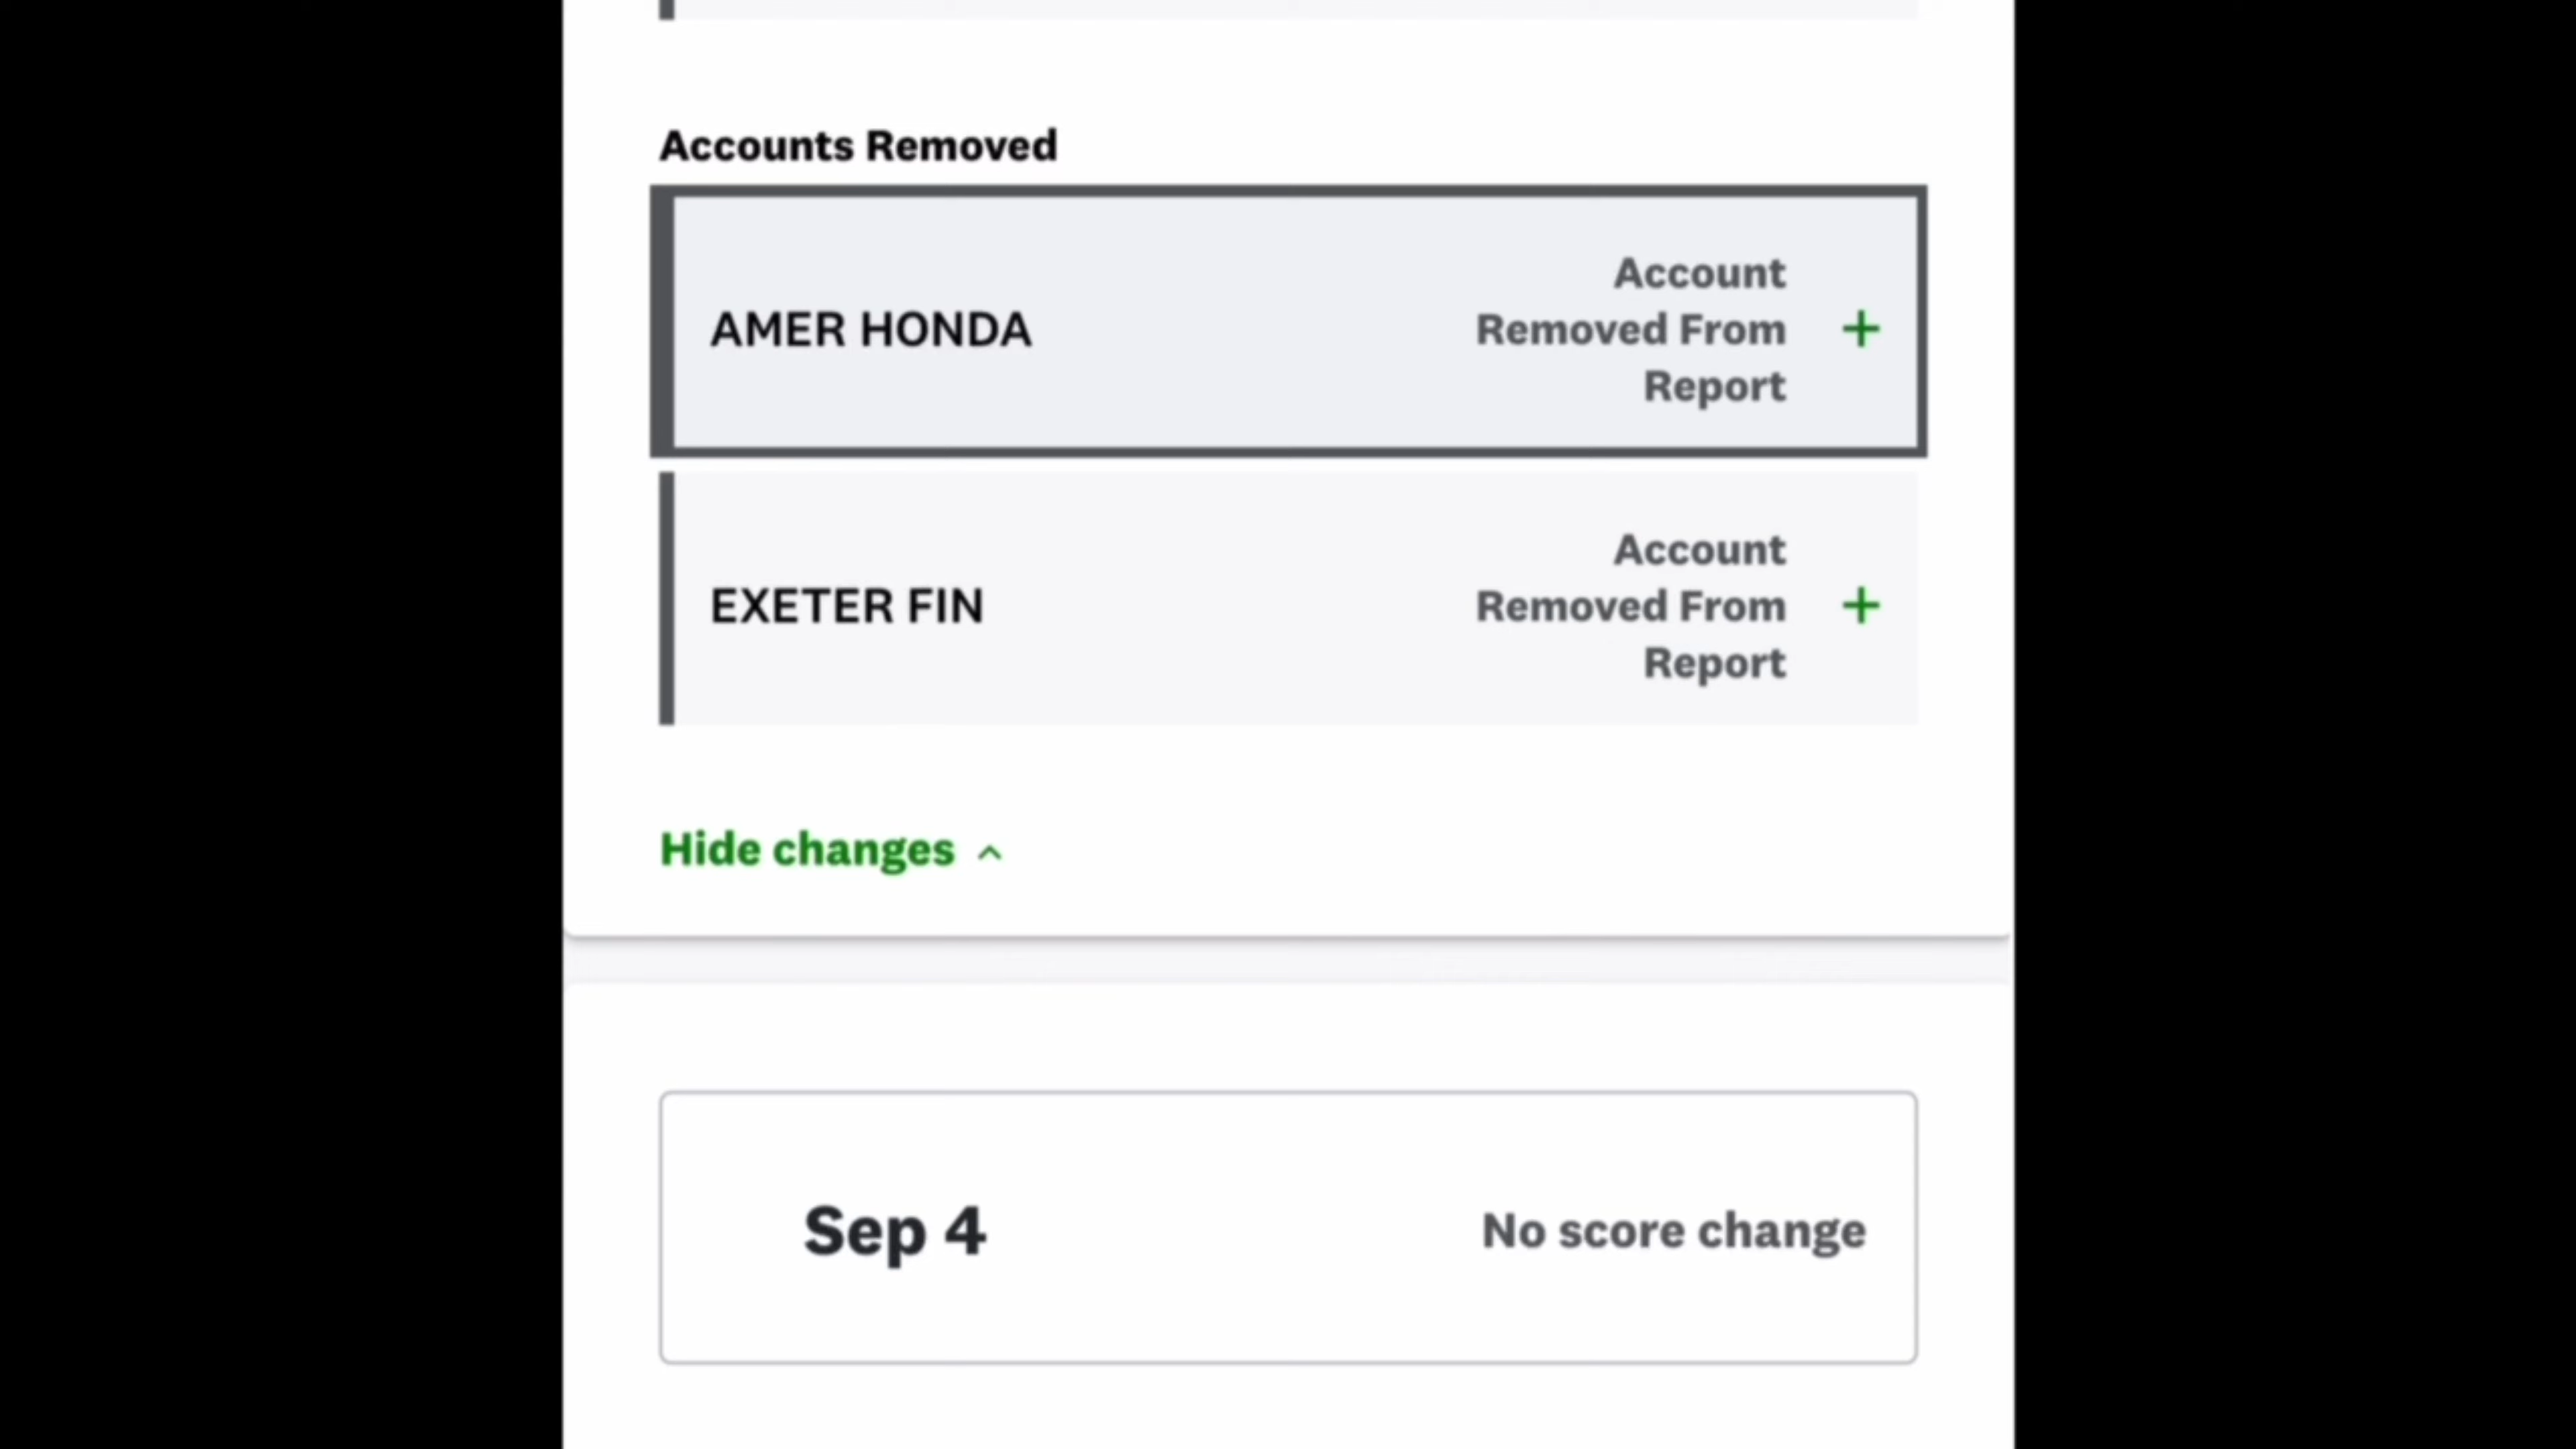 Accounts Removed
AMER HONDA
Account
Removed From
Report
+
EXETER FIN
Account
Removed From
Report
+
Hide changes
Sep 4
No score change